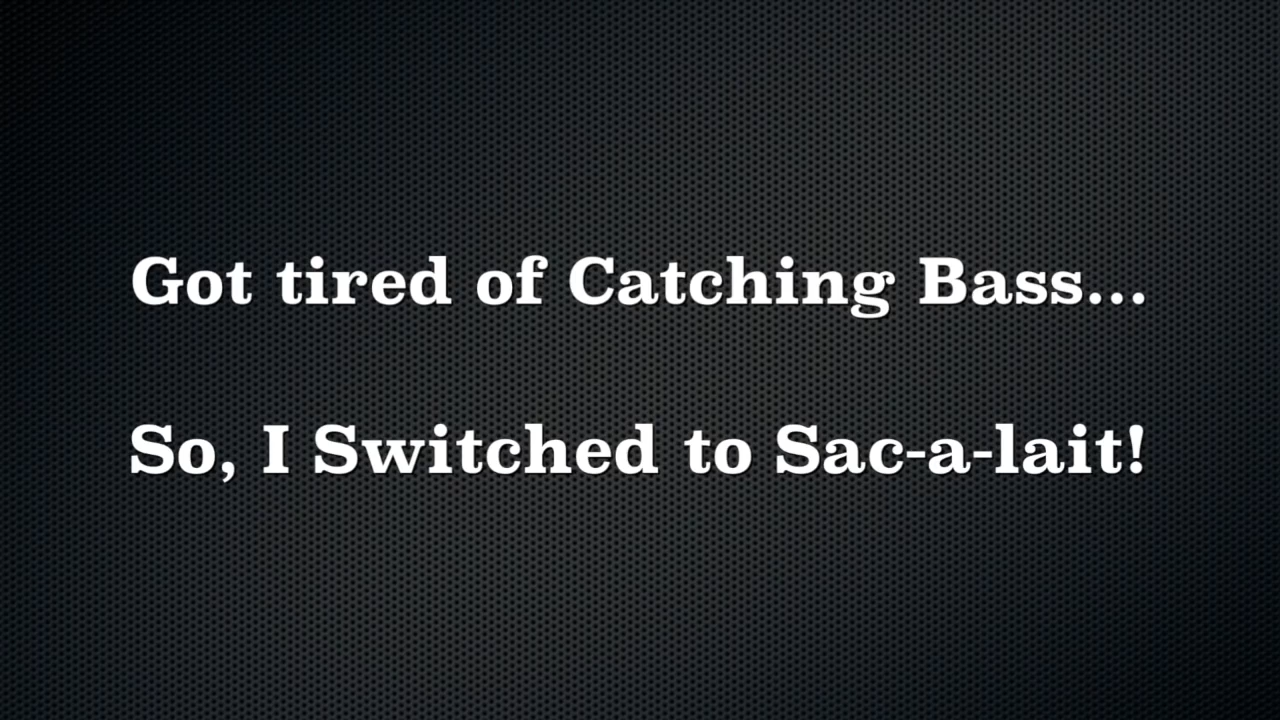 Got tired of Catching Bass...
So, I Switched to Sac-a-lait!